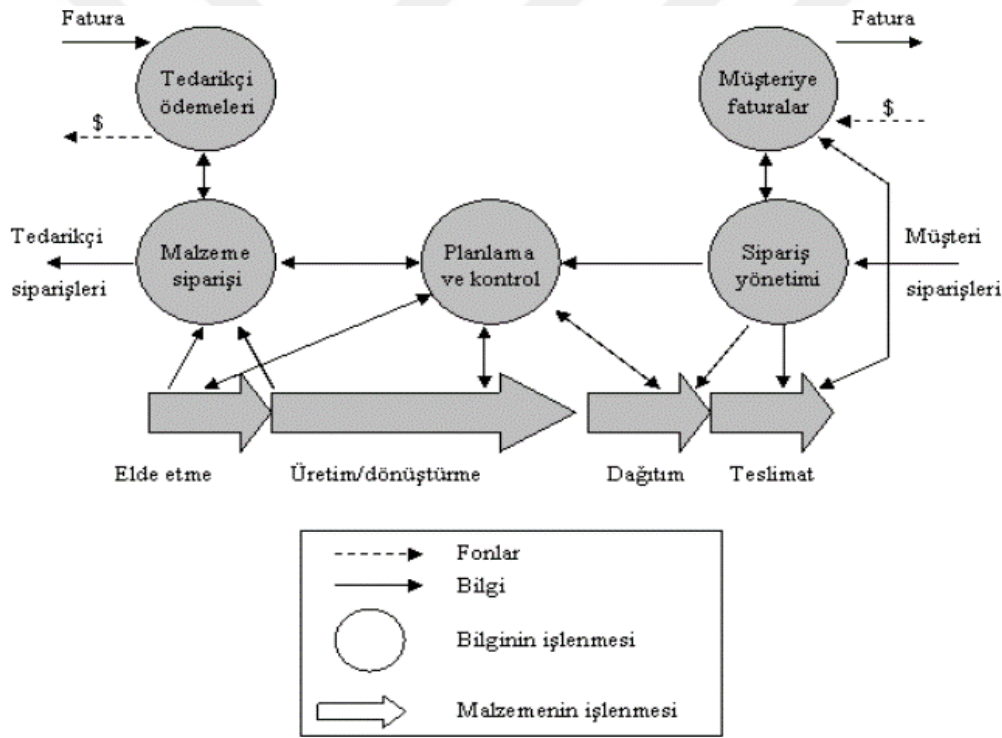 Fatura
Fatura
Tedarikçi
ödemeleri
Müşteriye
faturalar
$
$
Tedarikçi
siparişleri
Malzeme
siparişi
Planlama
ve kontrol
Sipariş
yönetimi
Müşteri
siparişleri
Elde etme
Üretim/dönüştürme
Dağıtım
Teslimat
Fonlar
Bilgi
Bilginin işlenmesi
Malzemenin işlenmesi